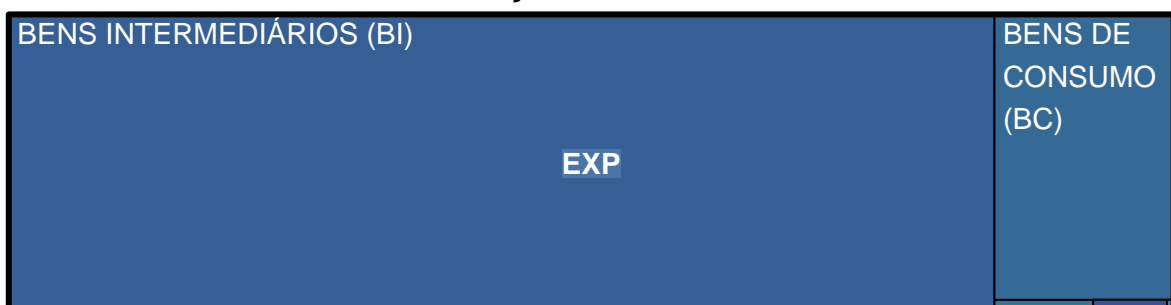 BENS INTERMEDIÁRIOS (BI)
BENS DE
CONSUMO
(BC)
EXP